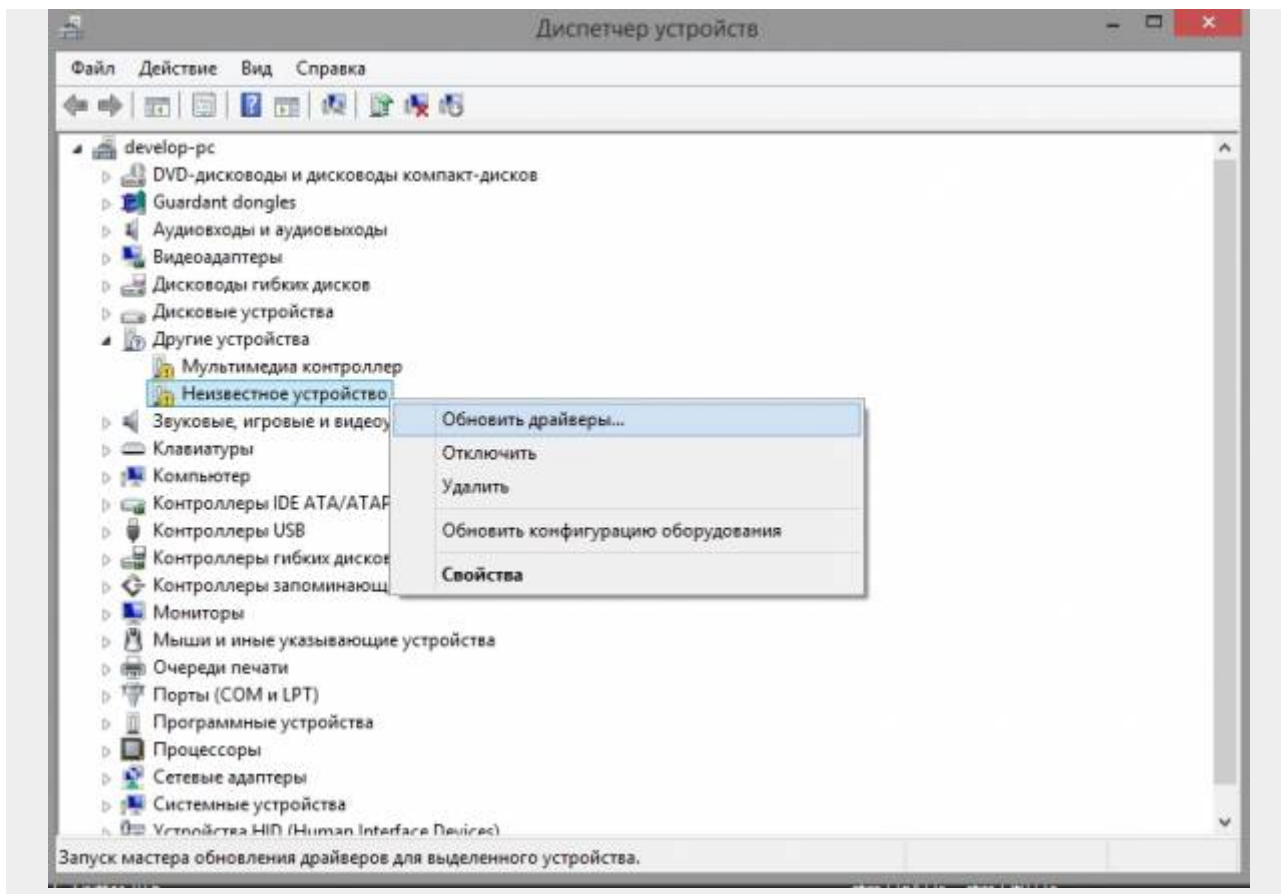 Диспетчер устройств
Файл Действие Вид Справка
develop-pc
DVD-дисководы и дисководы компакт-дисков
Guardant dongles
Аудиовходы и аудиовыходы
Видеоадаптеры
Дисководы гибких дисков
Дисковые устройства
Другие устройства
Мультимедиа контроллер
Неизвестное устройство
Звуковые, игровые и видеоу
Клавиатуры
Компьютер
Контроллеры IDE ATA/ATAP
Контроллеры USB
Контроллеры гибких дисков
Контроллеры запоминающ
Обновить драйверы...
Отключить
Удалить
Обновить конфигурацию оборудования
Свойства
Мониторы
Мыши и иные указывающие устройства
Очереди печати
Порты (COM и LPT)
Программные устройства
Процессоры
Сетевые адаптеры
Системные устройства
Устройства HID (Human Interface Devices)
Запуск мастера обновления драйверов для выделенного устройства.